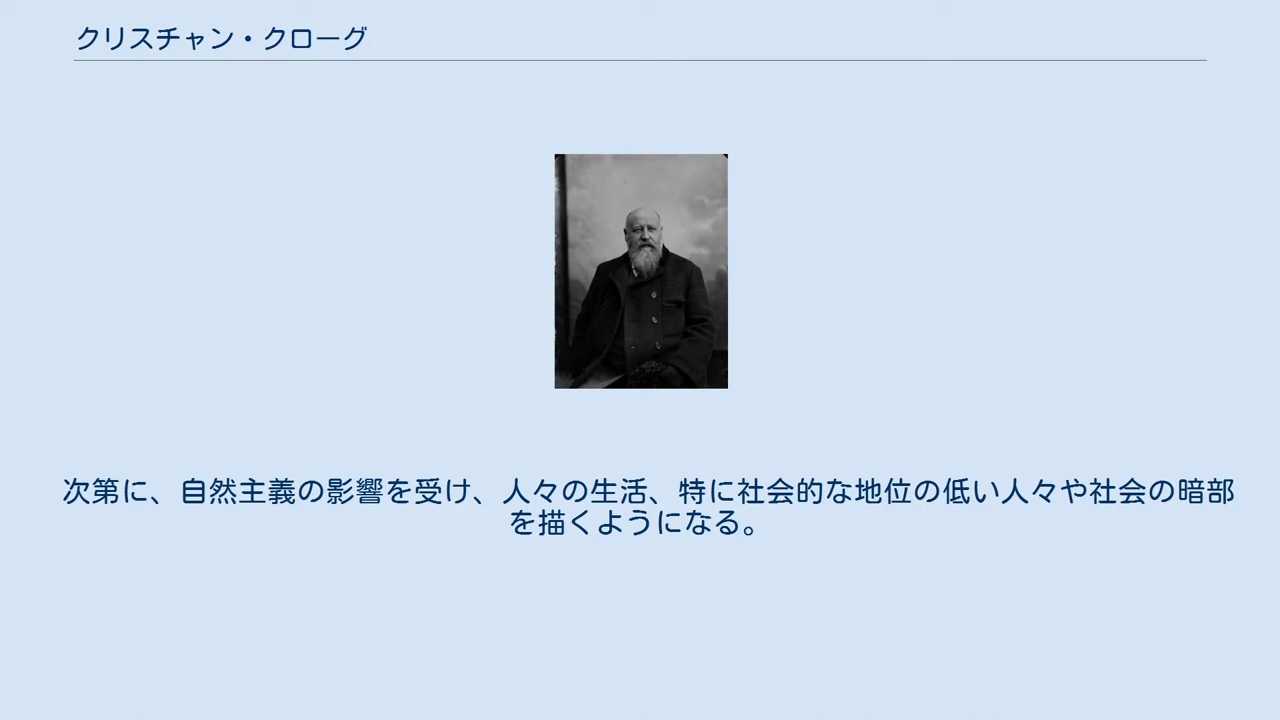 クリスチャン・クローグ
次第に、自然主義の影響を受け、人々の生活、特に社会的な地位の低い人々や社会の暗部
を描くようになる。